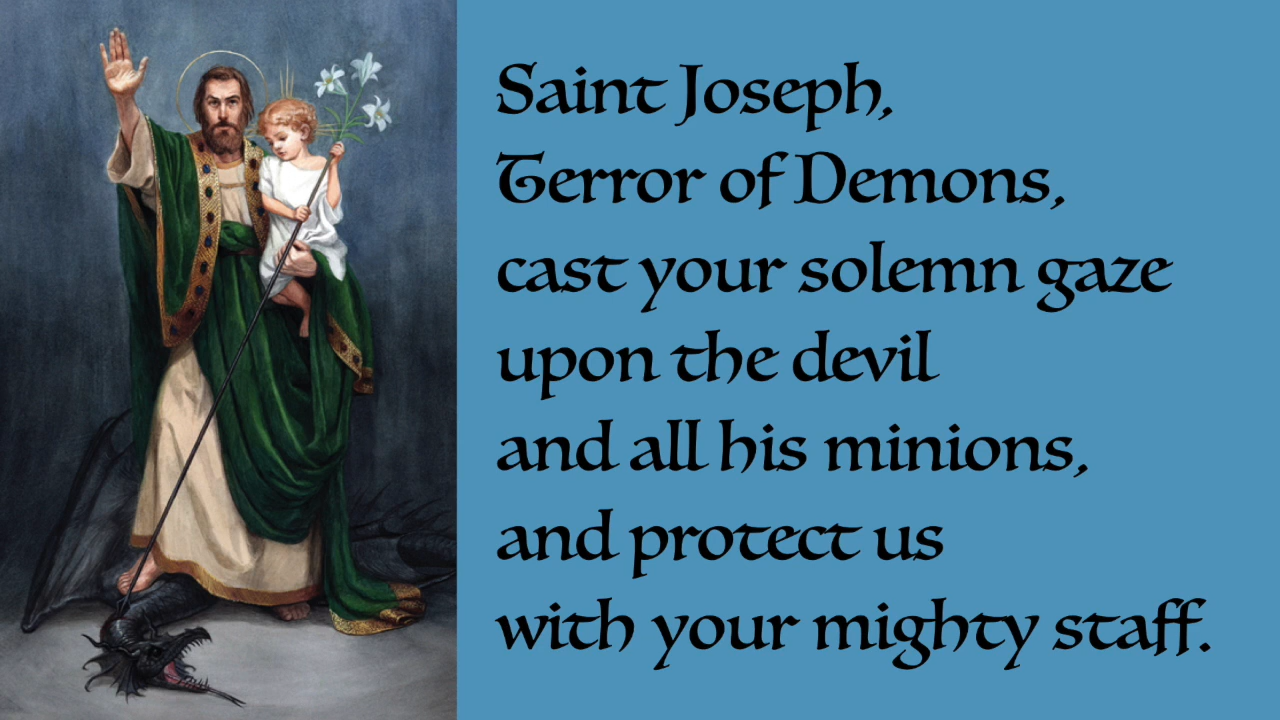 Saint Joseph,
Terror of Demons,
cast your solemn gaze
upon the devil
and all his minions,
and protect us
with your mighty staff.